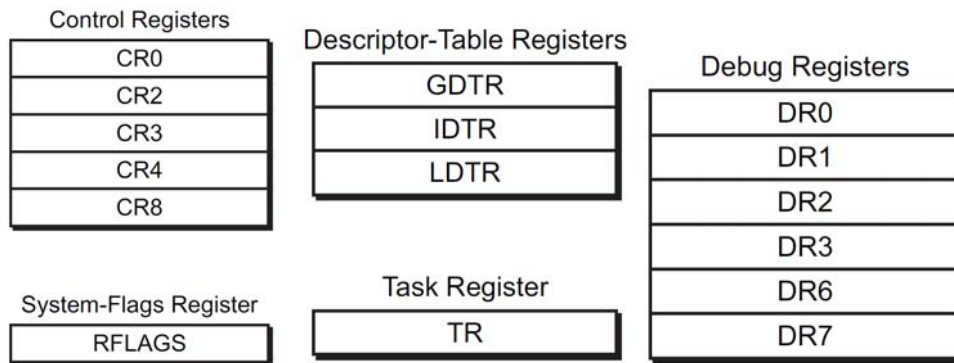 Control Registers
CR0
CR2
CR3
CR4
CR8
System-Flags Register
RFLAGS
Descriptor-Table Registers
GDTR
IDTR
LDTR
Task Register
TR
Debug Registers
DR0
DR1
DR2
DR3
DR6
DR7